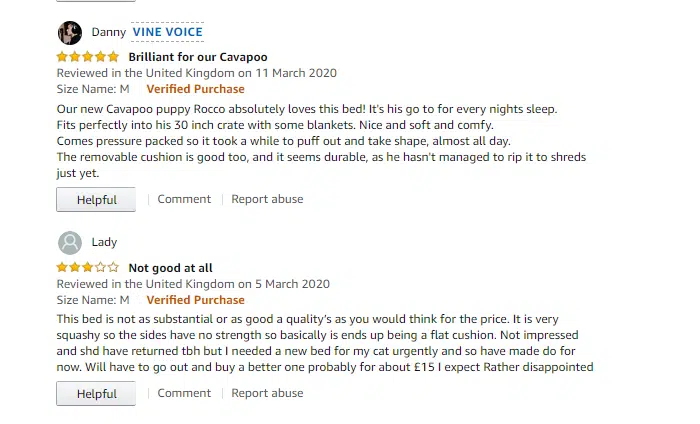 Danny VINE VOICE
Brilliant for our Cavapoo
Reviewed in the United Kingdom on 11 March 2020
Size Name: M Verified Purchase
Our new Cavapoo puppy Rocco absolutely loves this bed! It's his go to for every nights sleep.
Fits perfectly into his 30 inch crate with some blankets. Nice and soft and comfy.
Comes pressure packed so it took a while to puff out and take shape, almost all day.
The removable cushion is good too, and it seems durable, as he hasn't managed to rip it to shreds
just yet.
Helpful Comment Report abuse
Lady
Not good at all
Reviewed in the United Kingdom on 5 March 2020
Size Name: M Verified Purchase
This bed is not as substantial or as good a quality’s as you would think for the price. It is very
squashy so the sides have no strength so basically is ends up being a flat cushion. Not impressed
and shd have returned tbh but I needed a new bed for my cat urgently and so have made do for
now. Will have to go out and buy a better one probably for about £15 I expect Rather disappointed
Helpful Comment Report abuse